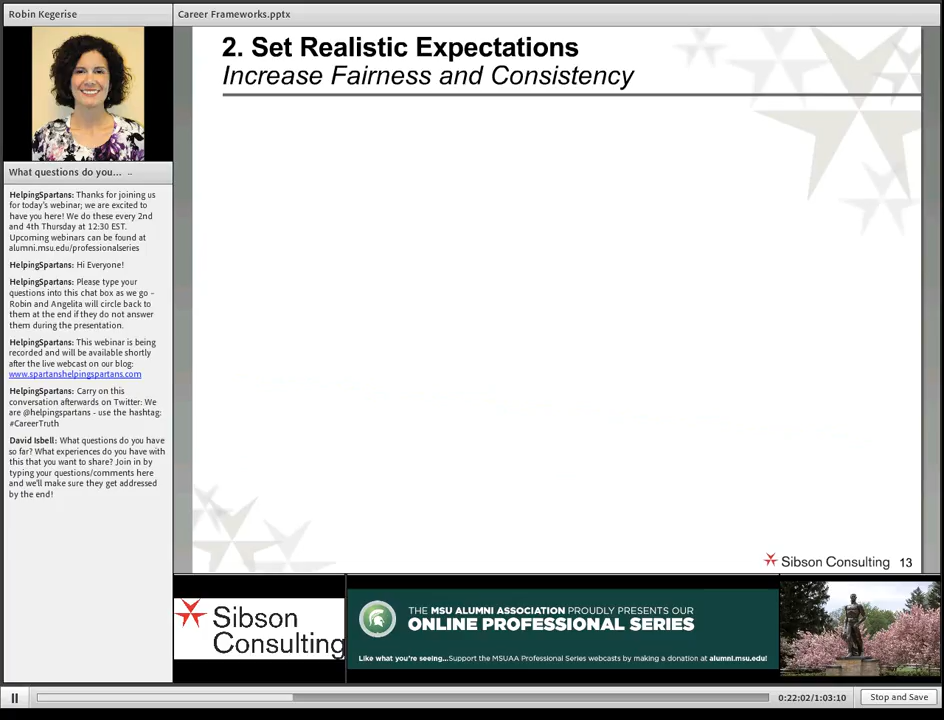 Robin Kegerise
Career Frameworks.pptx
What questions do you... ..
HelpingSpartans: Thanks for joining us
for today's webinar; we are excited to
have you here! We do these every 2nd
and 4th Thursday at 12:30 EST.
Upcoming webinars can be found at
alumni.msu.edu/professionalseries
HelpingSpartans: Hi Everyone!
HelpingSpartans: Please type your
questions into this chat box as we go -
Robin and Angelita will circle back to
them at the end if they do not answer
them during the presentation.
HelpingSpartans: This webinar is being
recorded and will be available shortly
after the live webcast on our blog:
www.spartanshelpingspartans.com
HelpingSpartans: Carry on this
conversation afterwards on Twitter: We
are @helpingspartans - use the hashtag:
#CareerTruth
David Isbell: What questions do you have
so far? What experiences do you have with
this that you want to share? Join in by
typing your questions/comments here
and we'll make sure they get addressed
by the end!
2. Set Realistic Expectations
Increase Fairness and Consistency
Sibson Consulting 13
Sibson
Consulting
THE MSU ALUMNI ASSOCIATION PROUDLY PRESENTS OUR
ONLINE PROFESSIONAL SERIES
Like what you're seeing...Support the MSUAA Professional Series webcasts by making a donation at alumni.msu.edu!
0:22:02/1:03:10
Stop and Save